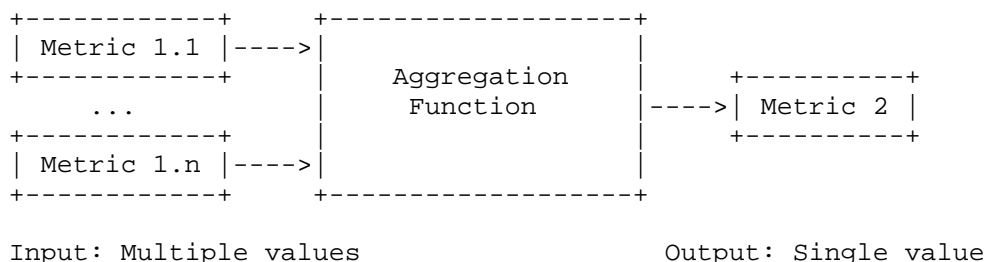 Metric 1.1
Aggregation
... Function Metric 2
Metric 1.n
Input: Multiple values Output: Single value